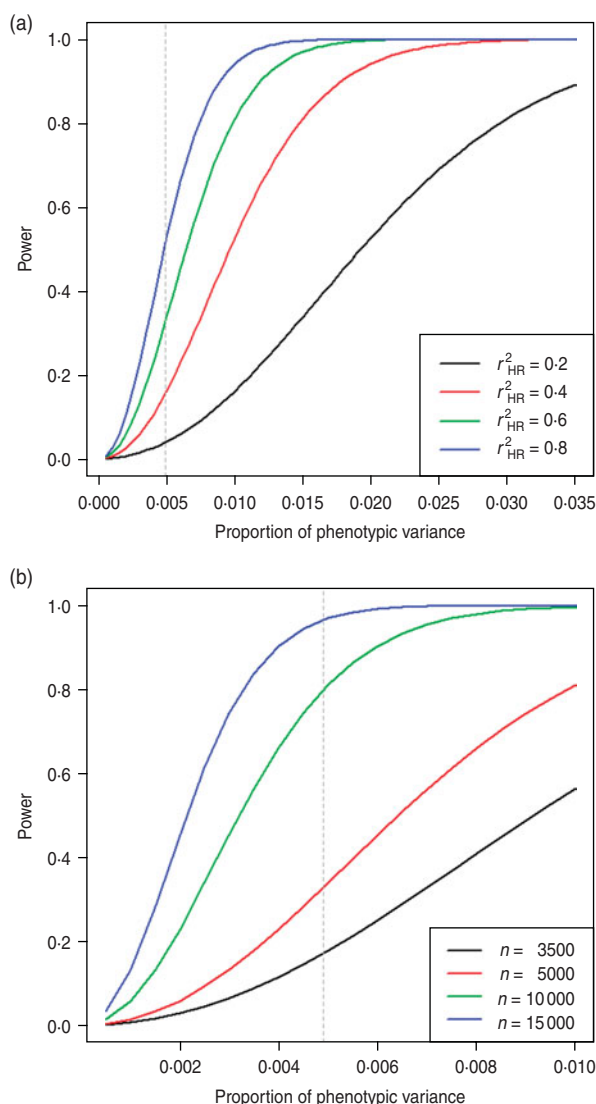 (a)
1·0
0·8
0·6
0·4
0·2
0·0
Power
r²HR = 0·2
r²HR = 0·4
r²HR = 0·6
r²HR = 0·8
0·000 0·005 0·010 0·015 0·020 0·025 0·030 0·035
Proportion of phenotypic variance
(b)
1·0
0·8
0·6
0·4
0·2
0·0
Power
n = 3500
n = 5000
n = 10 000
n = 15 000
0·002 0·004 0·006 0·008 0·010
Proportion of phenotypic variance